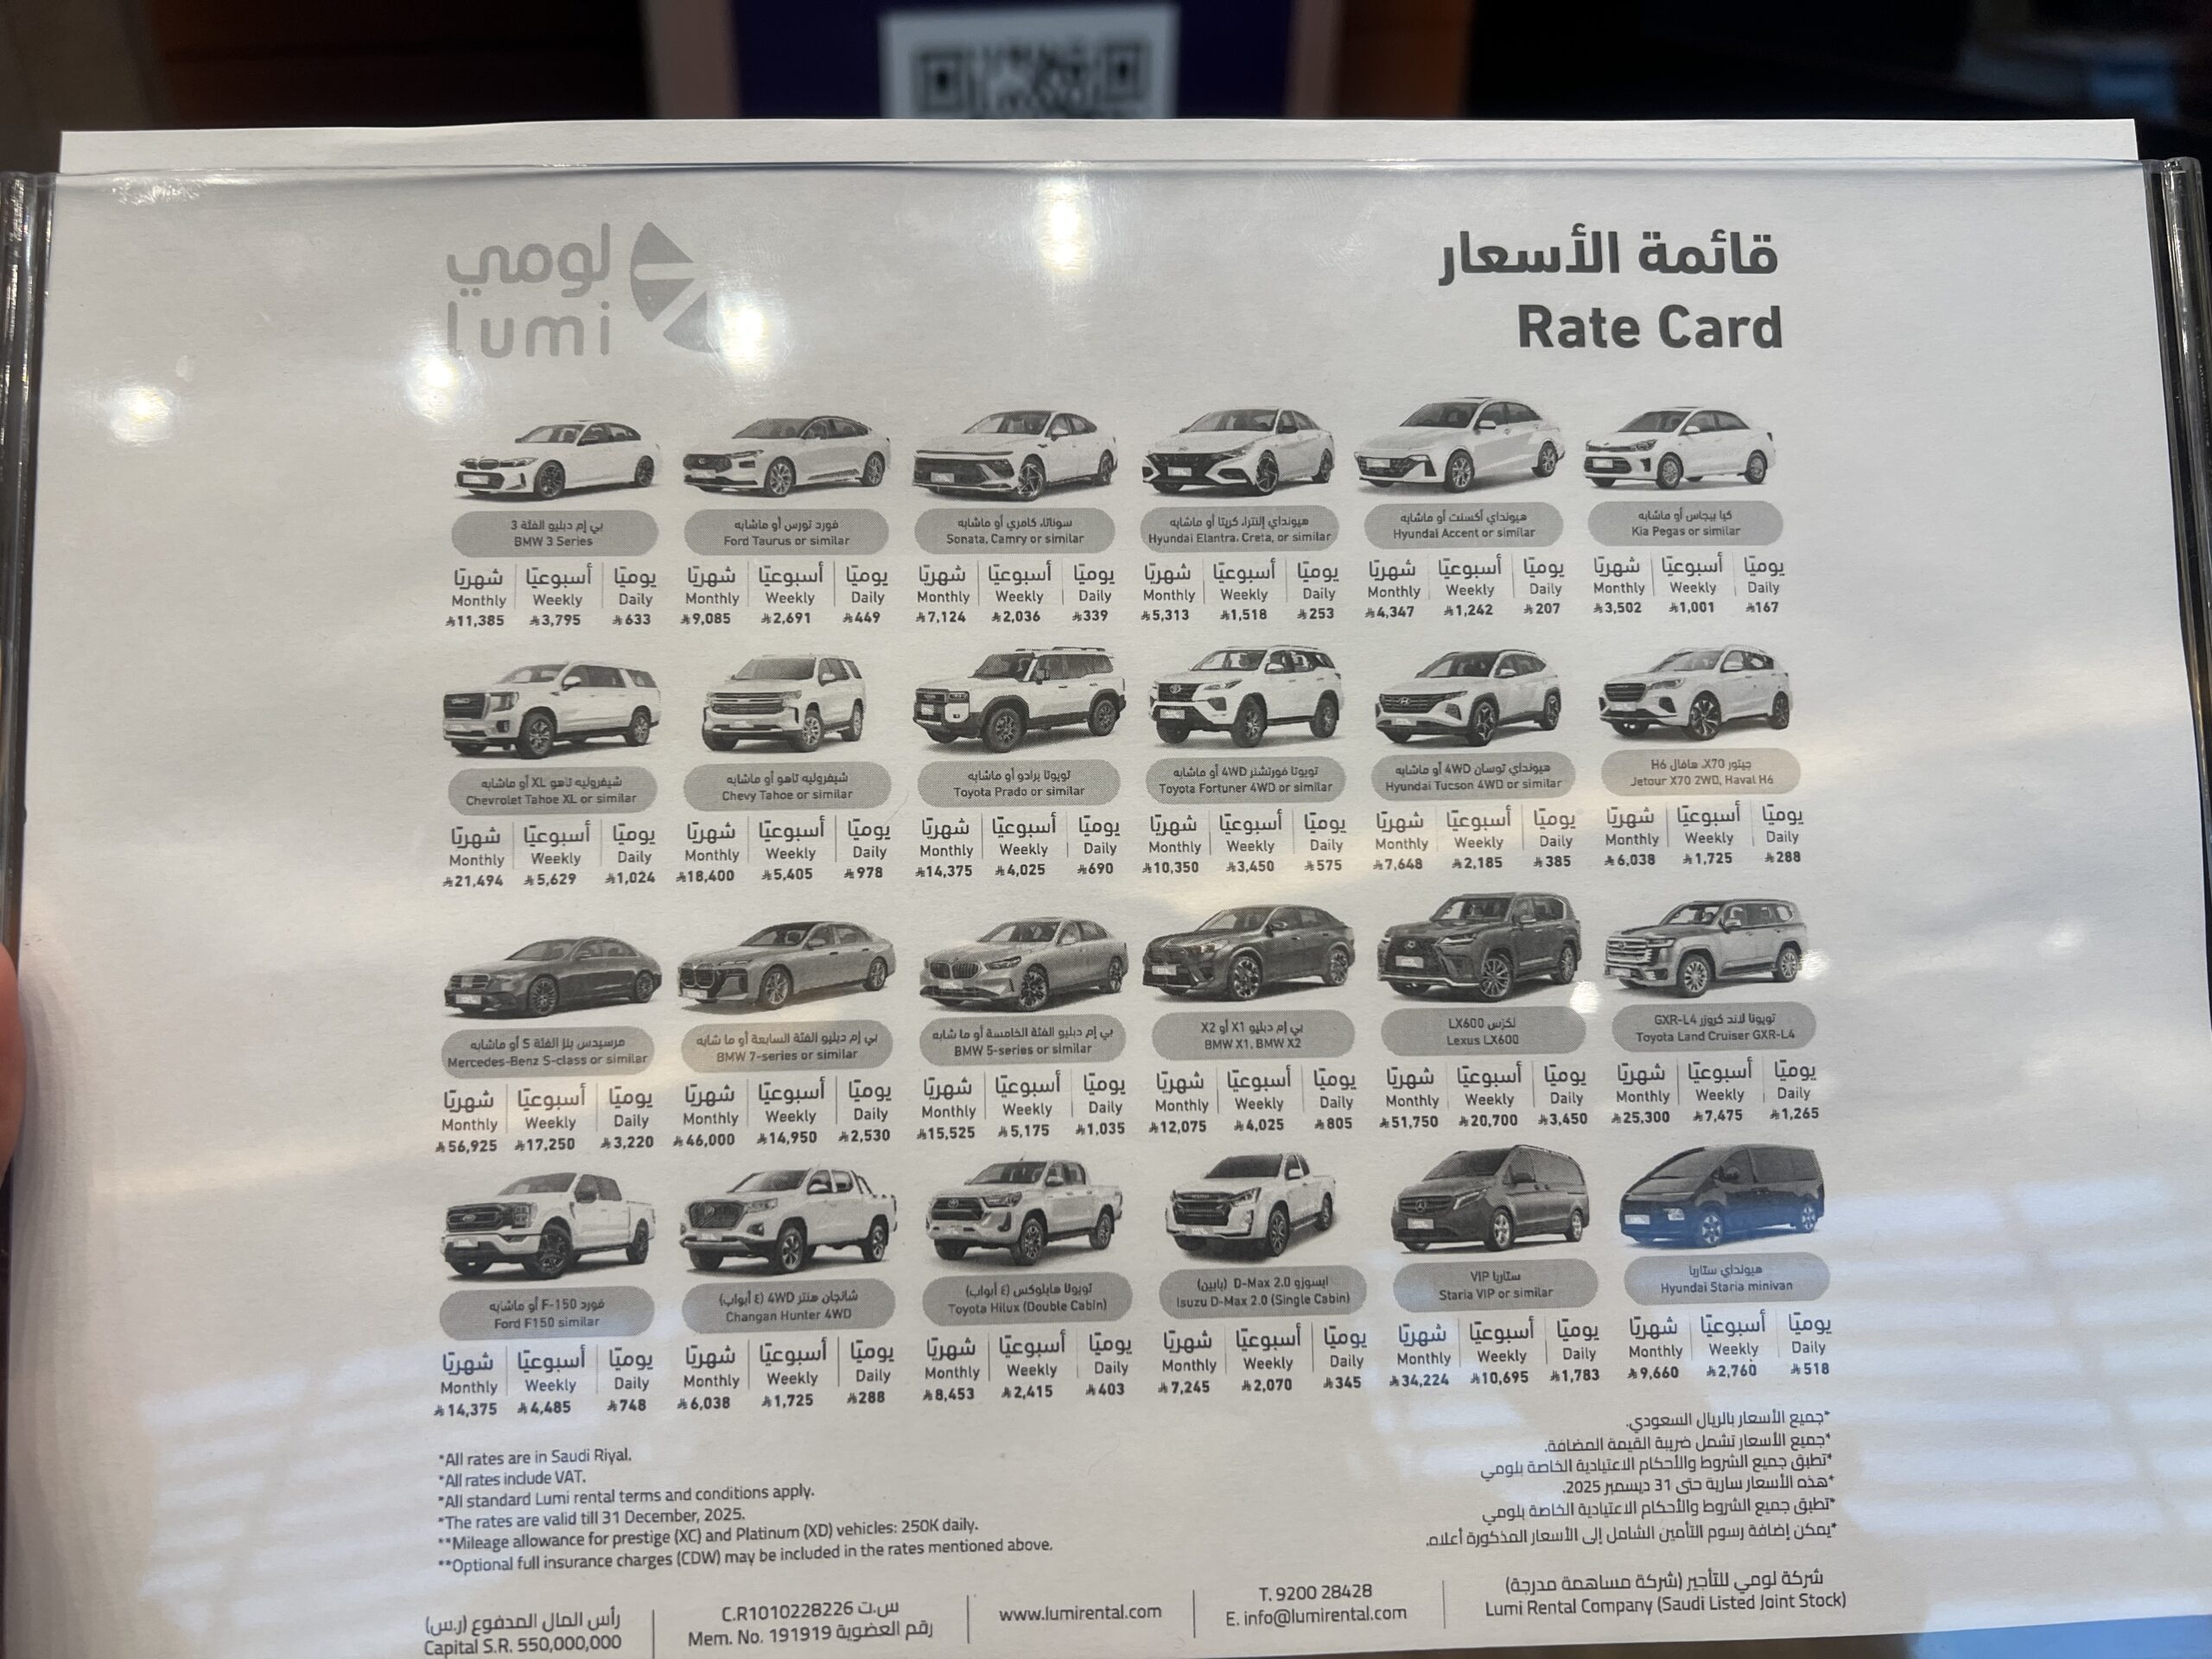 لومي
lumi
قائمة الأسعار
Rate Card
بي إم دبليو الفئة 3
BMW 3 Series
شهريًا أسبوعيًا يوميًا
Monthly Weekly Daily
11,385 3,795 633
فورد تورس أو ماشابه
Ford Taurus or similar
شهريًا أسبوعيًا يوميًا
Monthly Weekly Daily
9,085 2,691 449
سوناتا، كامري أو ماشابه
Sonata, Camry or similar
شهريًا أسبوعيًا يوميًا
Monthly Weekly Daily
7,124 2,036 339
هيونداي إلنترا، كريتا أو ماشابه
Hyundai Elantra, Creta, or similar
شهريًا أسبوعيًا يوميًا
Monthly Weekly Daily
5,313 1,518 253
هيونداي أكسنت أو ماشابه
Hyundai Accent or similar
شهريًا أسبوعيًا يوميًا
Monthly Weekly Daily
4,347 1,242 207
كيا بيجاس أو ماشابه
Kia Pegas or similar
شهريًا أسبوعيًا يوميًا
Monthly Weekly Daily
3,502 1,001 167
شيفروليه تاهو XL أو ماشابه
Chevrolet Tahoe XL or similar
شهريًا أسبوعيًا يوميًا
Monthly Weekly Daily
21,494 5,629 1,024
شيفروليه تاهو أو ماشابه
Chevy Tahoe or similar
شهريًا أسبوعيًا يوميًا
Monthly Weekly Daily
18,400 5,405 978
تويوتا برادو أو ماشابه
Toyota Prado or similar
شهريًا أسبوعيًا يوميًا
Monthly Weekly Daily
14,375 4,025 690
تويوتا فورتشنر 4WD أو ماشابه
Toyota Fortuner 4WD or similar
شهريًا أسبوعيًا يوميًا
Monthly Weekly Daily
10,350 3,450 575
هيونداي توسان 4WD أو ماشابه
Hyundai Tucson 4WD or similar
شهريًا أسبوعيًا يوميًا
Monthly Weekly Daily
7,648 2,185 385
جيتور X70، هافال H6
Jetour X70 2WD, Haval H6
شهريًا أسبوعيًا يوميًا
Monthly Weekly Daily
6,038 1,725 288
مرسيدس بنز الفئة S أو ماشابه
Mercedes-Benz S-class or similar
شهريًا أسبوعيًا يوميًا
Monthly Weekly Daily
56,925 17,250 3,220
بي إم دبليو الفئة السابعة أو ما شابه
BMW 7-series or similar
شهريًا أسبوعيًا يوميًا
Monthly Weekly Daily
46,000 14,950 2,530
بي إم دبليو الفئة الخامسة أو ما شابه
BMW 5-series or similar
شهريًا أسبوعيًا يوميًا
Monthly Weekly Daily
15,525 5,175 1,035
بي إم دبليو X1 أو X2
BMW X1, BMW X2
شهريًا أسبوعيًا يوميًا
Monthly Weekly Daily
12,075 4,025 805
لكزس LX600
Lexus LX600
شهريًا أسبوعيًا يوميًا
Monthly Weekly Daily
51,750 20,700 3,450
تويوتا لاند كروزر GXR-L4
Toyota Land Cruiser GXR-L4
شهريًا أسبوعيًا يوميًا
Monthly Weekly Daily
25,300 7,475 1,265
فورد F-150 أو ماشابه
Ford F150 similar
شهريًا أسبوعيًا يوميًا
Monthly Weekly Daily
14,375 4,485 748
شانجان هنتر 4WD (٤ أبواب)
Changan Hunter 4WD
شهريًا أسبوعيًا يوميًا
Monthly Weekly Daily
6,038 1,725 288
تويوتا هايلوكس (٤ أبواب)
Toyota Hilux (Double Cabin)
شهريًا أسبوعيًا يوميًا
Monthly Weekly Daily
8,453 2,415 403
ايسوزو D-Max 2.0 (بابين)
Isuzu D-Max 2.0 (Single Cabin)
شهريًا أسبوعيًا يوميًا
Monthly Weekly Daily
7,245 2,070 345
ستاريا VIP
Staria VIP or similar
شهريًا أسبوعيًا يوميًا
Monthly Weekly Daily
34,224 10,695 1,783
هيونداي ستاريا
Hyundai Staria minivan
شهريًا أسبوعيًا يوميًا
Monthly Weekly Daily
9,660 2,760 518
*All rates are in Saudi Riyal.
*All rates include VAT.
*All standard Lumi rental terms and conditions apply.
*The rates are valid till 31 December, 2025.
**Mileage allowance for prestige (XC) and Platinum (XD) vehicles: 250K daily.
**Optional full insurance charges (CDW) may be included in the rates mentioned above.
*جميع الأسعار بالريال السعودي.
*جميع الأسعار تشمل ضريبة القيمة المضافة.
*تطبق جميع الشروط والأحكام الاعتيادية الخاصة بلومي
*هذه الأسعار سارية حتى 31 ديسمبر 2025.
*تطبق جميع الشروط والأحكام الاعتيادية الخاصة بلومي
*يمكن إضافة رسوم التأمين الشامل إلى الأسعار المذكورة أعلاه.
رأس المال المدفوع (ر.س)
Capital S.R. 550,000,000
C.R1010228226 س.ت
Mem. No. 191919 رقم العضوية
www.lumirental.com
T. 9200 28428
E. info@lumirental.com
شركة لومي للتأجير (شركة مساهمة مدرجة)
Lumi Rental Company (Saudi Listed Joint Stock)